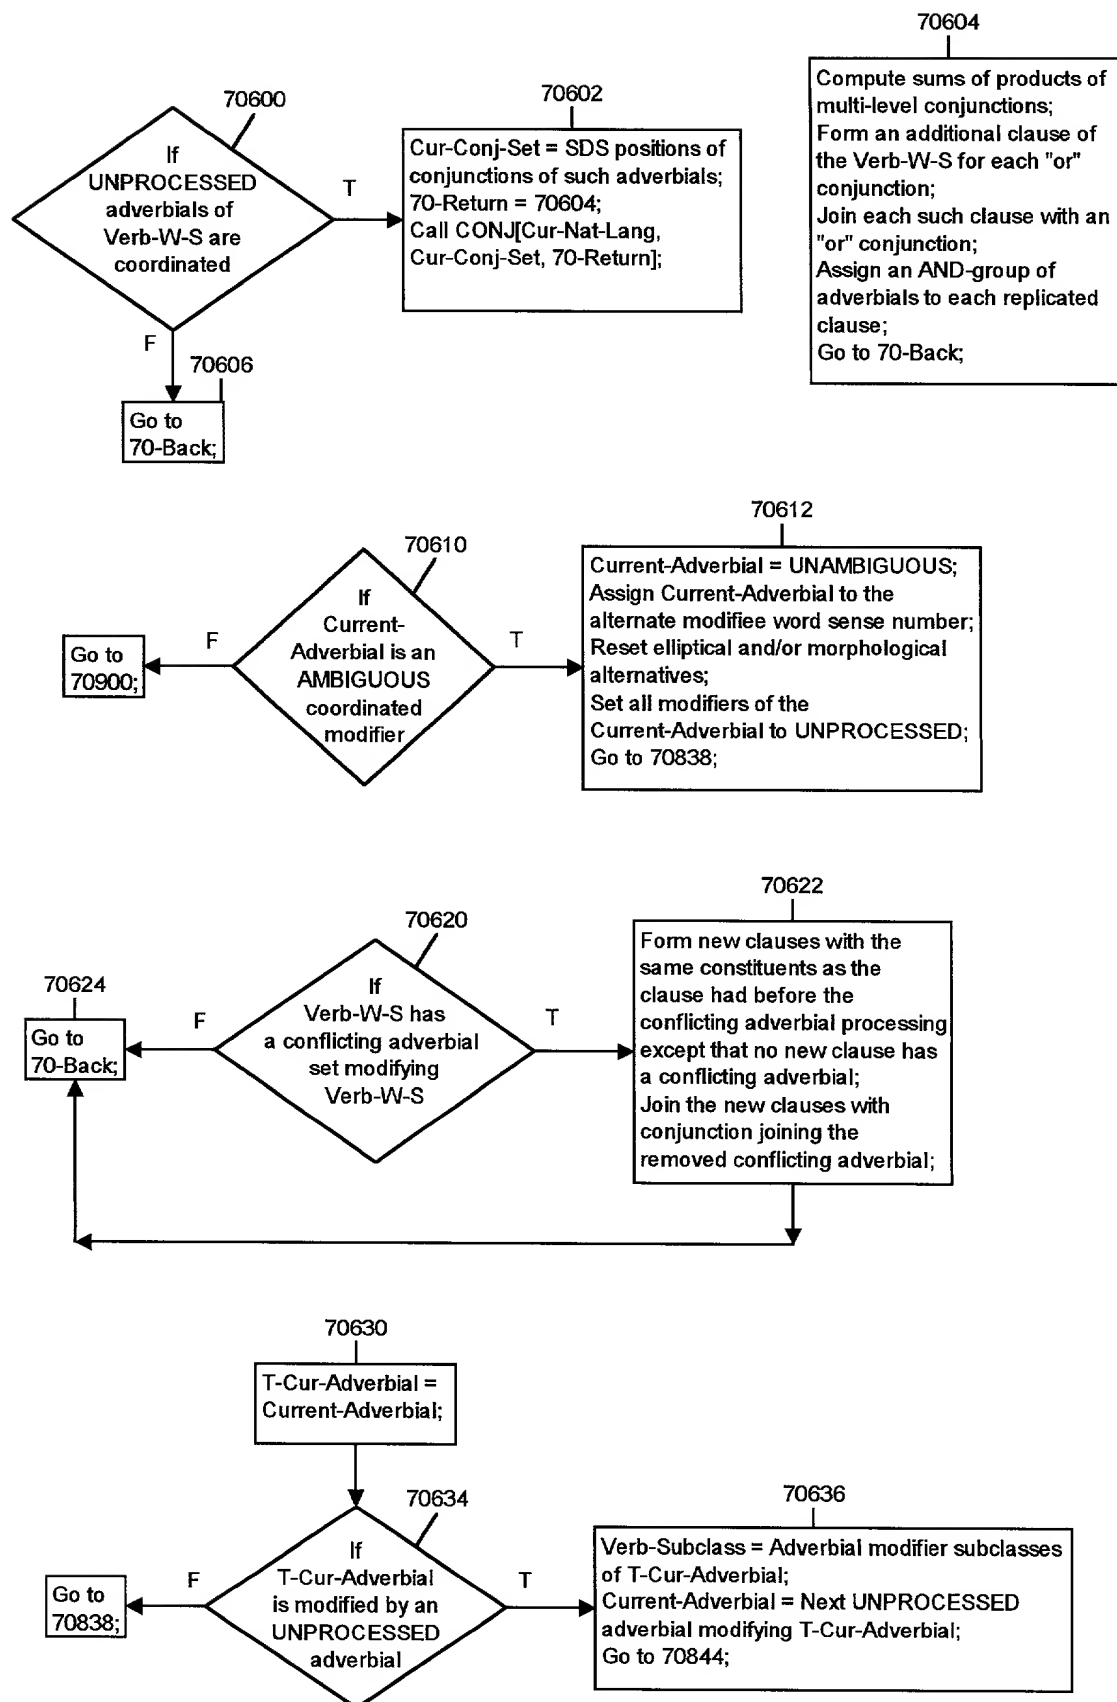 70604
Compute sums of products of
multi-level conjunctions;
Form an additional clause of
the Verb-W-S for each "or"
conjunction;
Join each such clause with an
"or" conjunction;
Assign an AND-group of
adverbials to each replicated
clause;
Go to 70-Back;
70600
If
UNPROCESSED
adverbials of
Verb-W-S are
coordinated
T
F
70602
Cur-Conj-Set = SDS positions of
conjunctions of such adverbials;
70-Return = 70604;
Call CONJ[Cur-Nat-Lang,
Cur-Conj-Set, 70-Return];
70606
Go to
70-Back;
70610
If
Current-
Adverbial is an
AMBIGUOUS
coordinated
modifier
F
T
Go to
70900;
70612
Current-Adverbial = UNAMBIGUOUS;
Assign Current-Adverbial to the
alternate modifiee word sense number;
Reset elliptical and/or morphological
alternatives;
Set all modifiers of the
Current-Adverbial to UNPROCESSED;
Go to 70838;
70620
If
Verb-W-S has
a conflicting adverbial
set modifying
Verb-W-S
F
T
70624
Go to
70-Back;
70622
Form new clauses with the
same constituents as the
clause had before the
conflicting adverbial processing
except that no new clause has
a conflicting adverbial;
Join the new clauses with
conjunction joining the
removed conflicting adverbial;
70630
T-Cur-Adverbial =
Current-Adverbial;
70634
If
T-Cur-Adverbial
is modified by an
UNPROCESSED
adverbial
F
T
Go to
70838;
70636
Verb-Subclass = Adverbial modifier subclasses
of T-Cur-Adverbial;
Current-Adverbial = Next UNPROCESSED
adverbial modifying T-Cur-Adverbial;
Go to 70844;